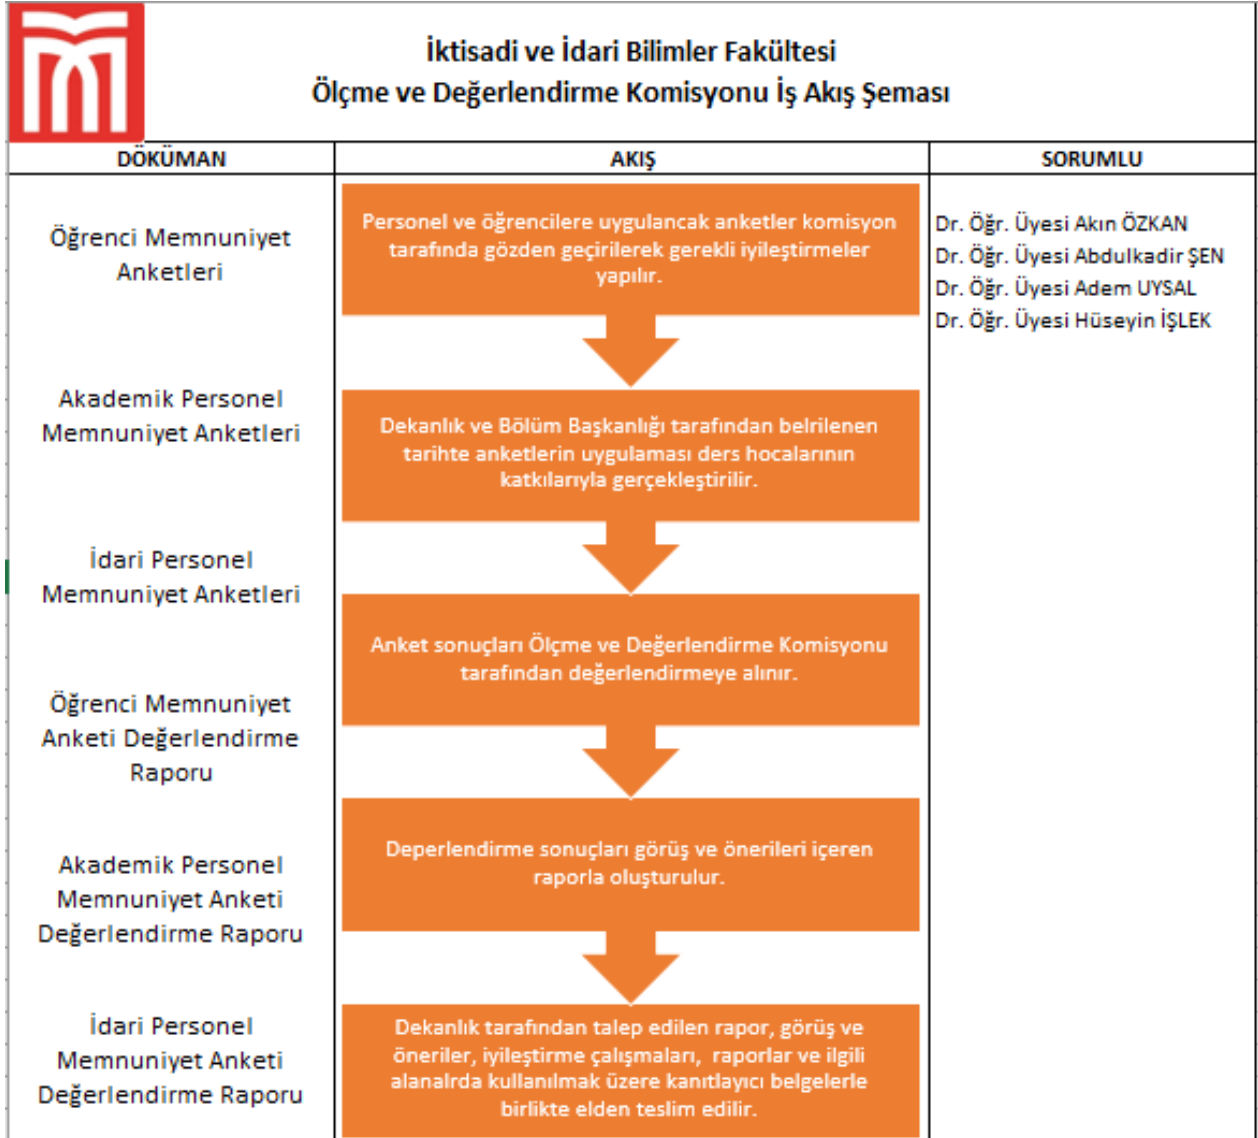 İktisadi ve İdari Bilimler Fakültesi
Ölçme ve Değerlendirme Komisyonu İş Akış Şeması
DÖKÜMAN
AKIŞ
SORUMLU
Öğrenci Memnuniyet
Anketleri
Akademik Personel
Memnuniyet Anketleri
İdari Personel
Memnuniyet Anketleri
Öğrenci Memnuniyet
Anketi Değerlendirme
Raporu
Akademik Personel
Memnuniyet Anketi
Değerlendirme Raporu
İdari Personel
Memnuniyet Anketi
Değerlendirme Raporu
Personel ve öğrencilere uygulancak anketler komisyon
tarafında gözden geçirilerek gerekli iyileştirmeler
yapılır.
Dekanlık ve Bölüm Başkanlığı tarafından belrilenen
tarihte anketlerin uygulaması ders hocalarının
katkılarıyla gerçekleştirilir.
Anket sonuçları Ölçme ve Değerlendirme Komisyonu
tarafından değerlendirmeye alınır.
Deperlendirme sonuçları görüş ve önerileri içeren
raporla oluşturulur.
Dekanlık tarafından talep edilen rapor, görüş ve
öneriler, iyileştirme çalışmaları, raporlar ve ilgili
alanalrda kullanılmak üzere kanıtlayıcı belgelerle
birlikte elden teslim edilir.
Dr. Öğr. Üyesi Akın ÖZKAN
Dr. Öğr. Üyesi Abdulkadir ŞEN
Dr. Öğr. Üyesi Adem UYSAL
Dr. Öğr. Üyesi Hüseyin İŞLEK